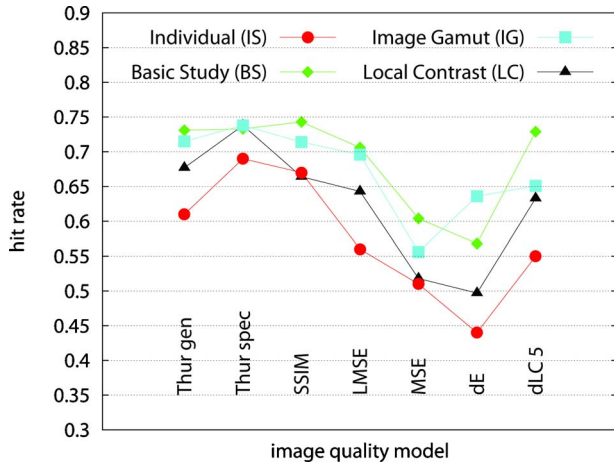 0.9
Individual (IS)
Image Gamut (IG)
0.85
Basic Study (BS)
Local Contrast (LC)
0.8
0.75
0.7
0.65
0.6
0.55
0.5
0.45
0.4
0.35
0.3
hit rate
Thur gen
Thur spec
SSIM
LMSE
MSE
dE
dLC 5
image quality model